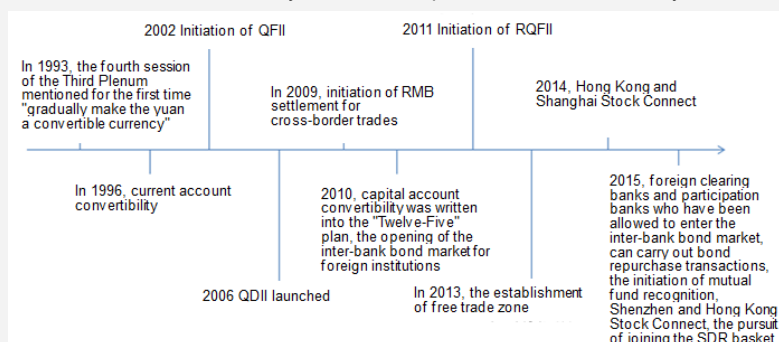 2002 Initiation of QFII
2011 Initiation of RQFII
In 1993, the fourth session
of the Third Plenum
mentioned for the first time
"gradually make the yuan
a convertible currency"
In 2009, initiation of RMB
settlement for
cross-border trades
2014, Hong Kong and
Shanghai Stock Connect
In 1996, current account
convertibility
2006 QDII launched
2010, capital account
convertibility was written
into the "Twelve-Five"
plan, the opening of the
inter-bank bond market for
foreign institutions
In 2013, the establishment
of free trade zone
2015, foreign clearing
banks and participation
banks who have been
allowed to enter the
inter-bank bond market,
can carry out bond
repurchase transactions,
the initiation of mutual
fund recognition,
Shenzhen and Hong Kong
Stock Connect, the pursuit
of joining the SDR basket